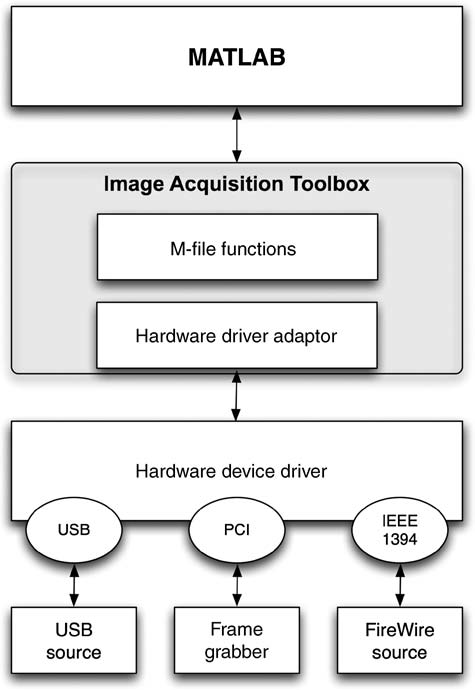 MATLAB
Image Acquisition Toolbox
M-file functions
Hardware driver adaptor
Hardware device driver
USB
PCI
IEEE
1394
USB
source
Frame
grabber
FireWire
source